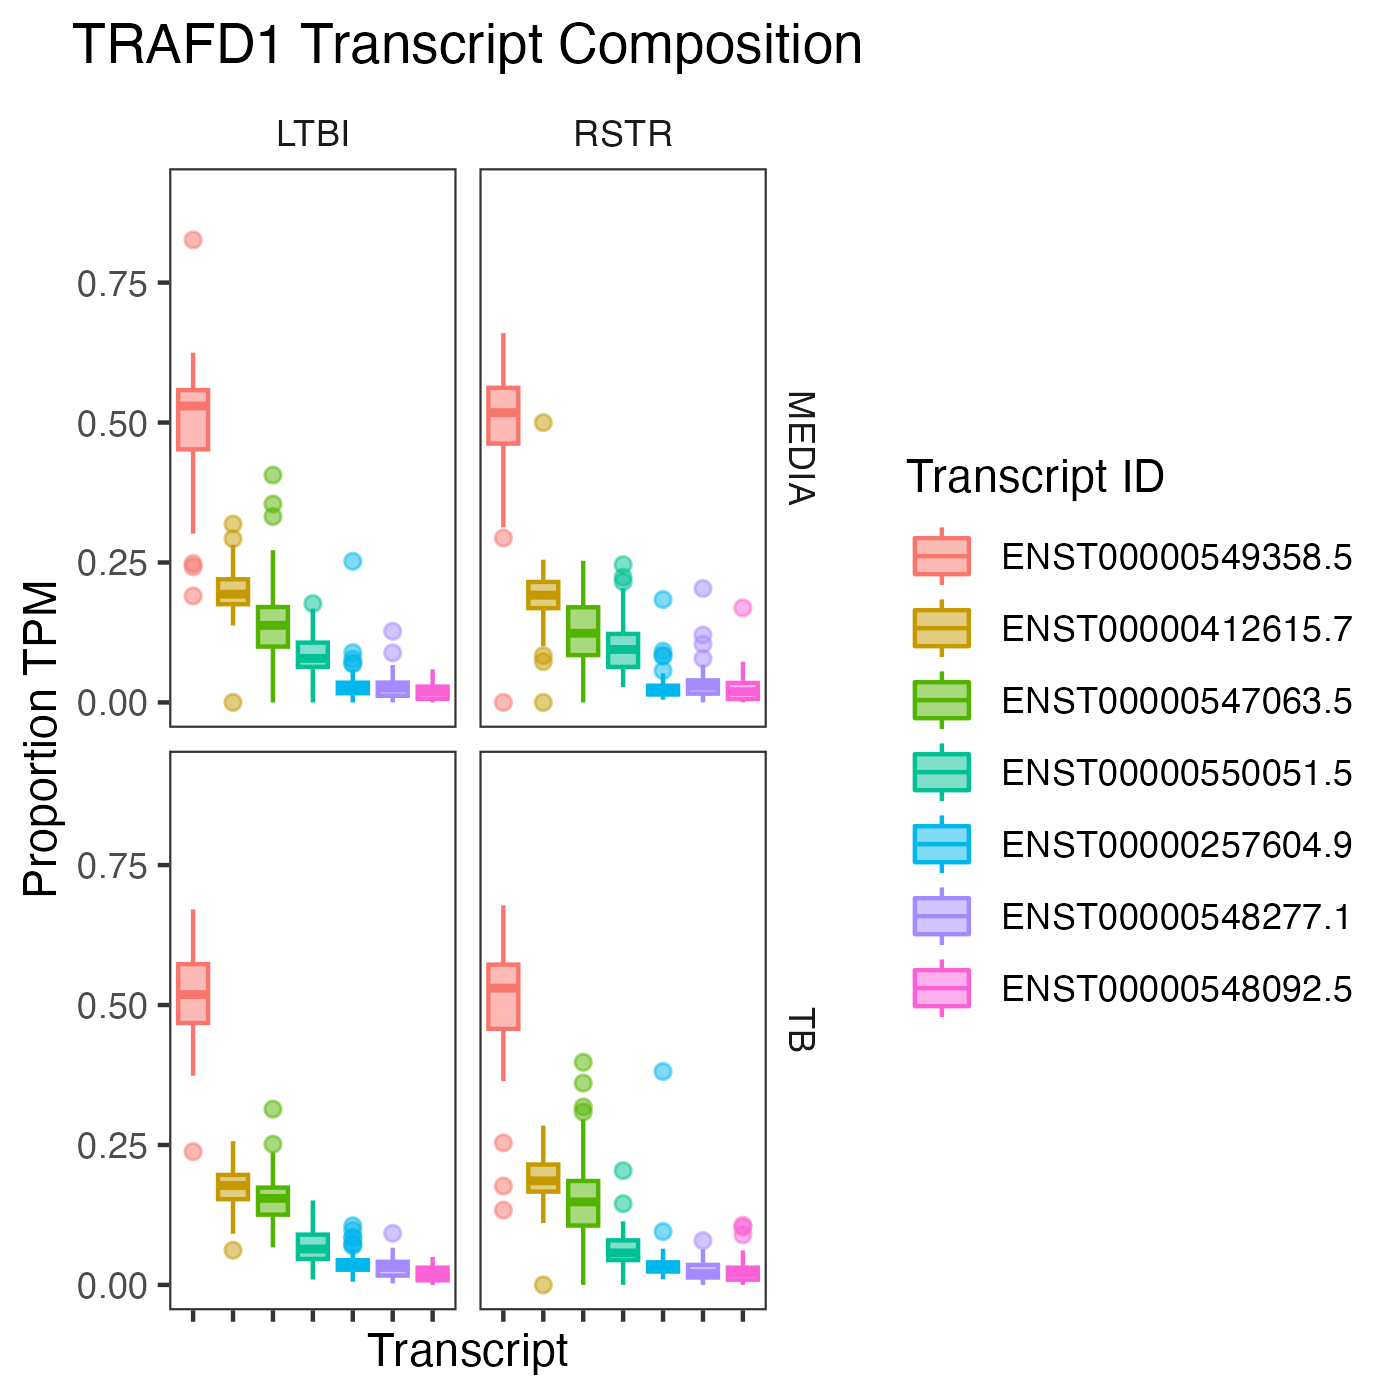 TRAFD1 Transcript Composition
LTBI
RSTR
0.75
0.50
0.25
0.00
MEDIA
0.75
0.50
0.25
0.00
TB
Proportion TPM
Transcript
Transcript ID
ENST00000549358.5
ENST00000412615.7
ENST00000547063.5
ENST00000550051.5
ENST00000257604.9
ENST00000548277.1
ENST00000548092.5